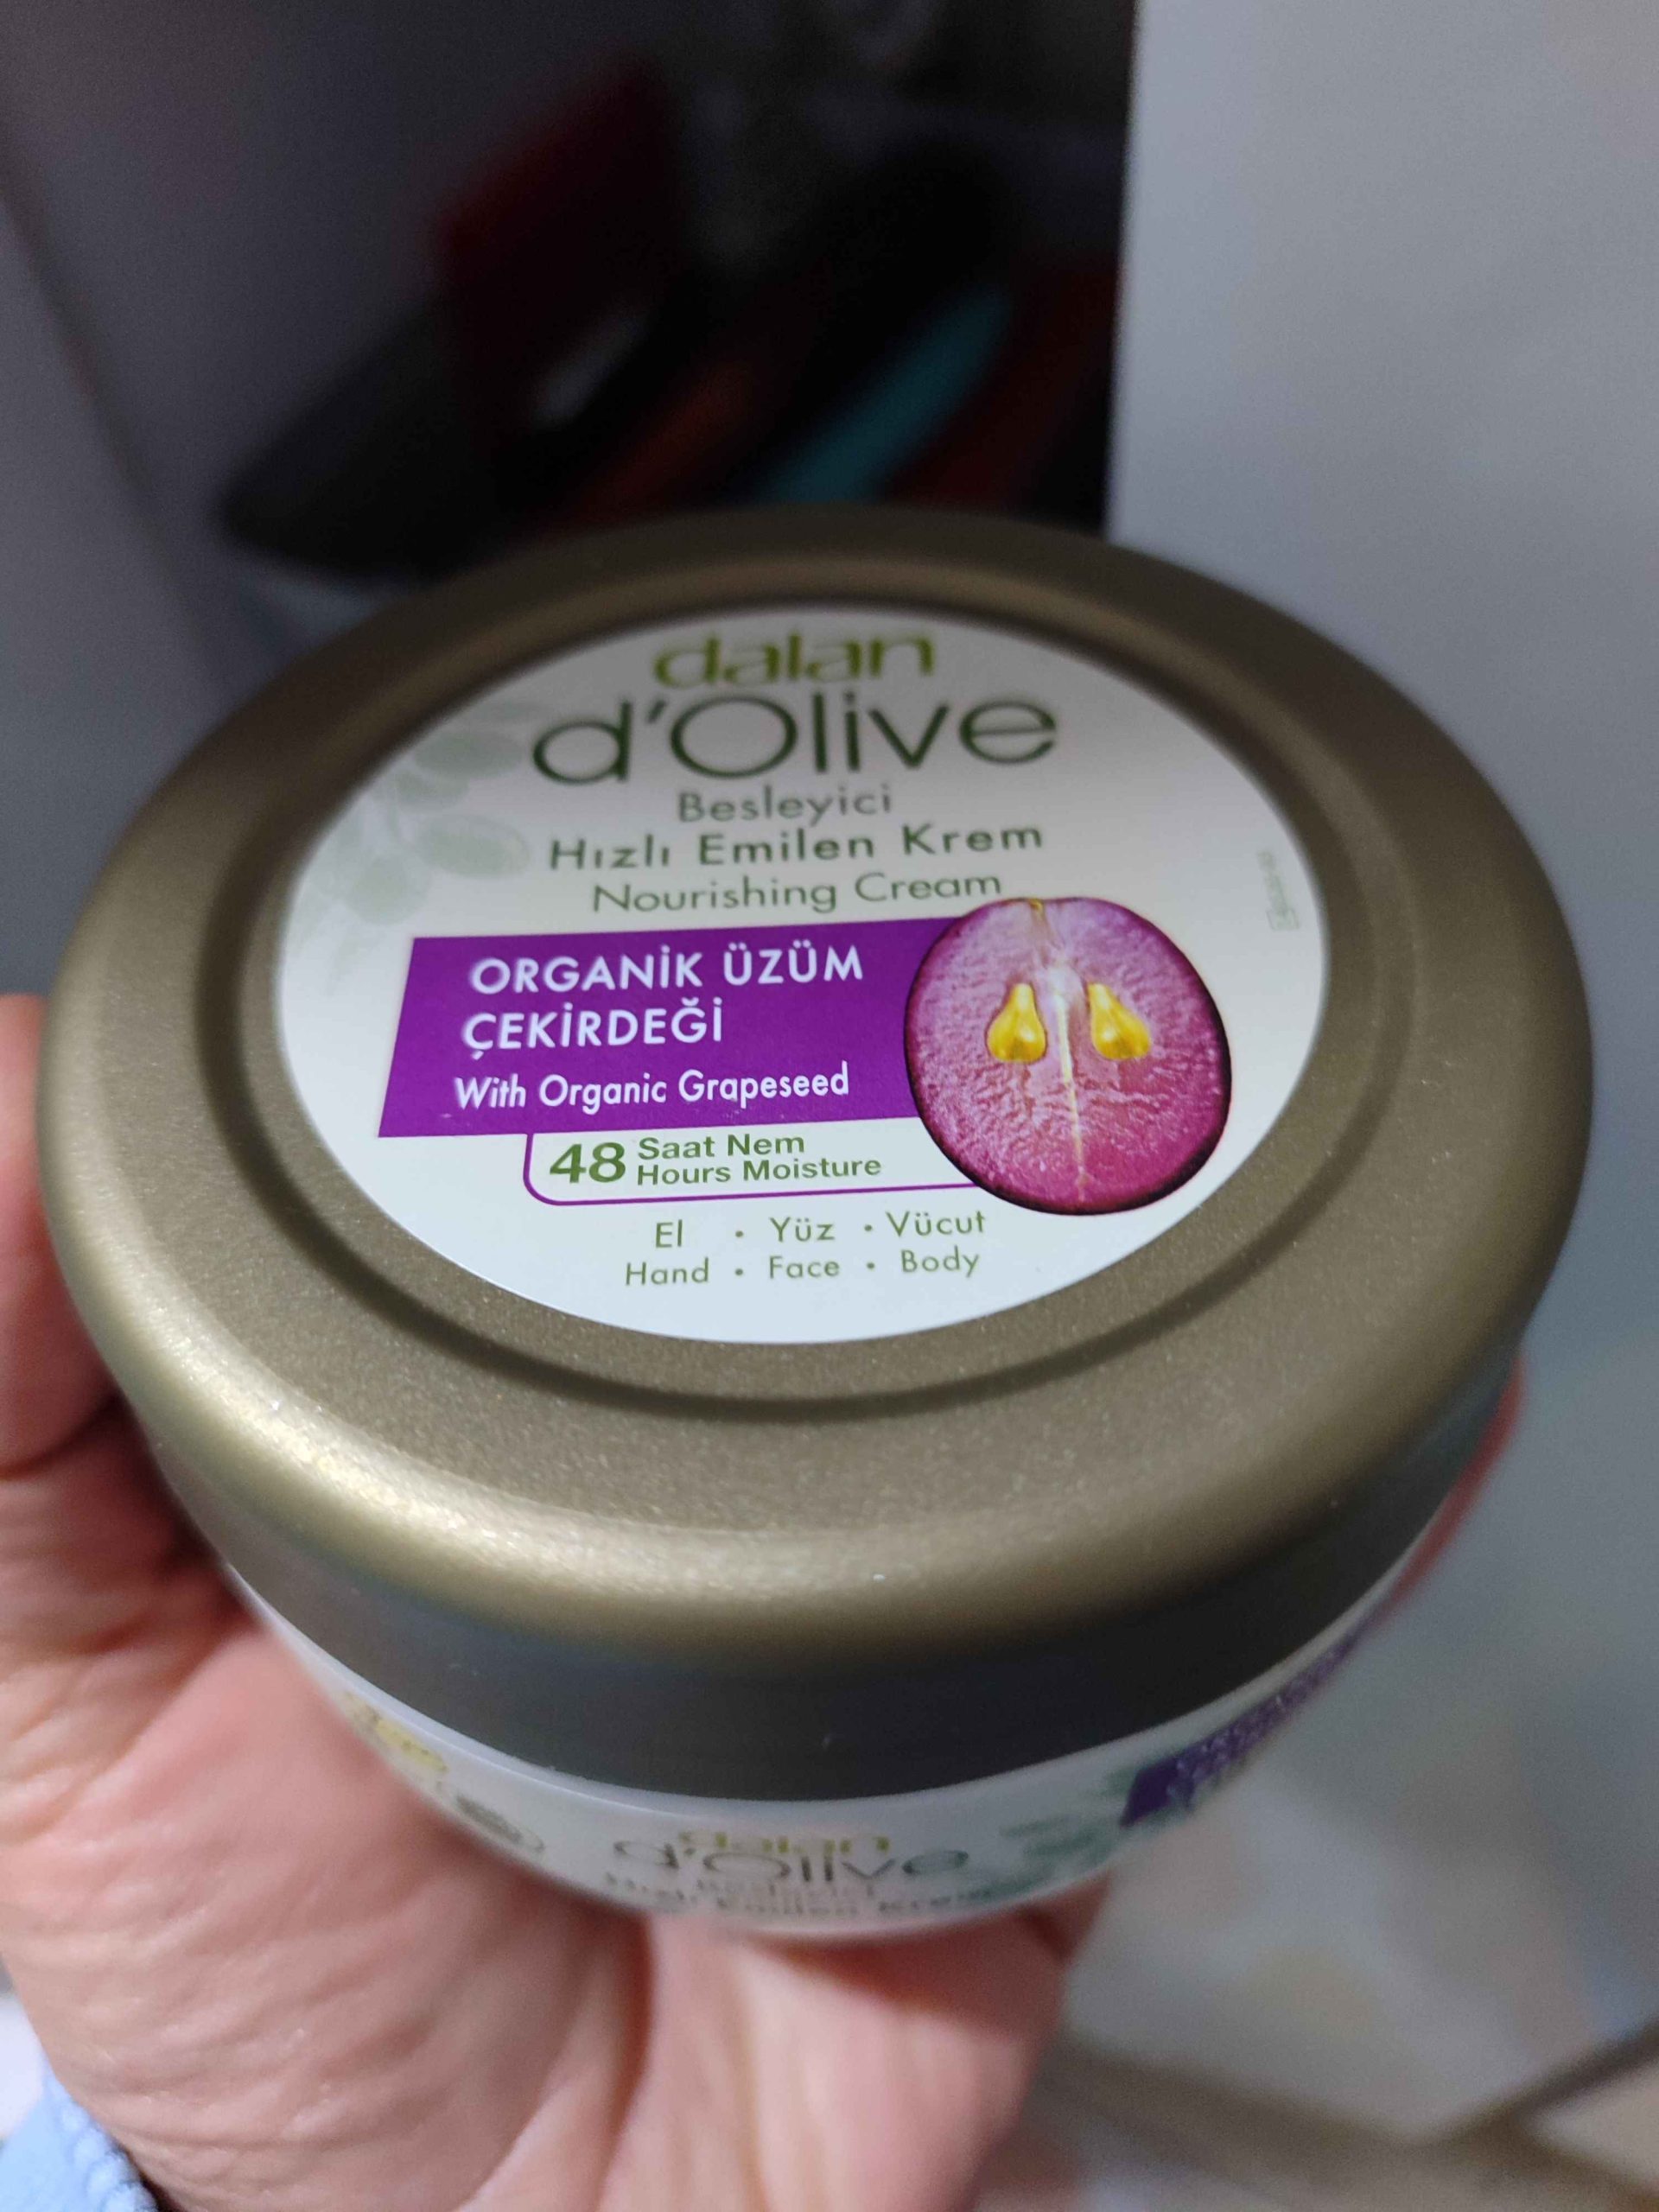 dalan
d'Olive
Besleyici
Hızlı Emilen Krem
Nourishing Cream
ORGANİK ÜZÜM
ÇEKİRDEĞİ
With Organic Grapeseed
48 Saat Nem
Hours Moisture
El • Yüz • Vücut
Hand • Face • Body
dalan
d'Olive